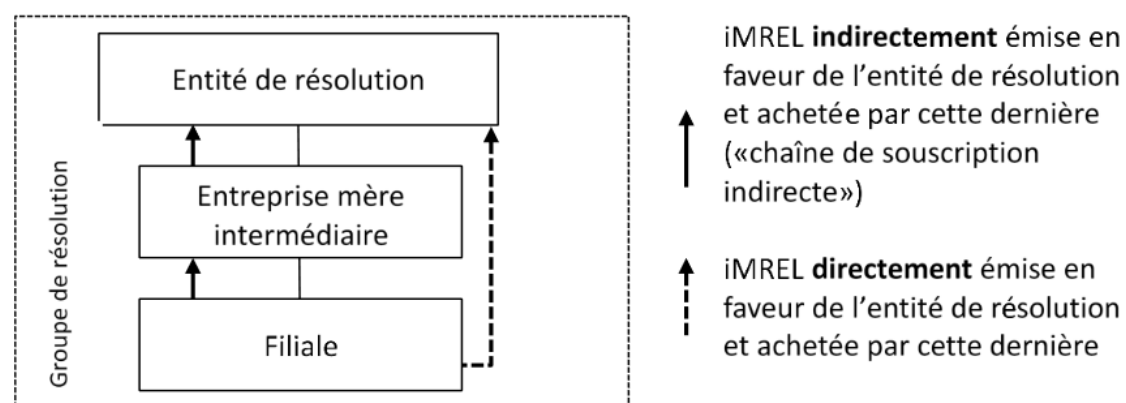 Groupe de résolution
Entité de résolution
Entreprise mère
intermédiaire
Filiale
iMREL indirectement émise en
faveur de l’entité de résolution
et achetée par cette dernière
(«chaîne de souscription
indirecte»)
iMREL directement émise en
faveur de l’entité de résolution
et achetée par cette dernière